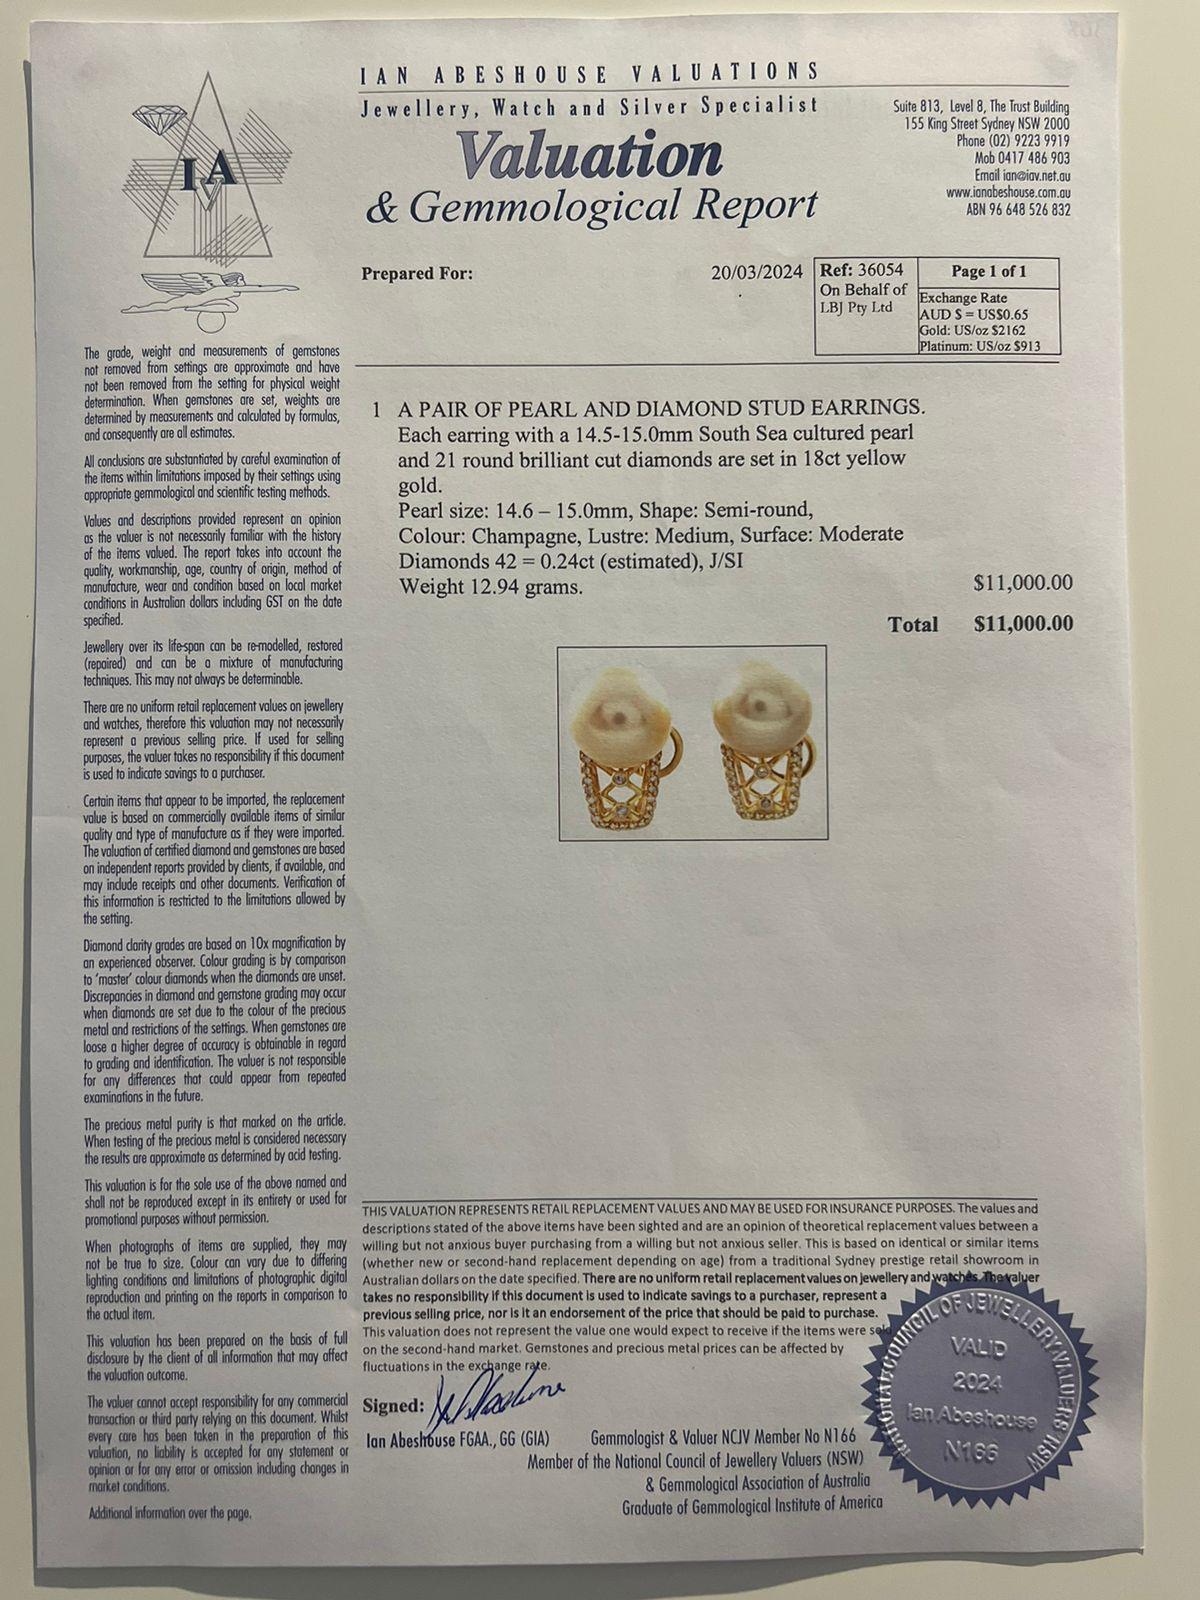 IAN ABESHOUSE VALUATIONS
Jewellery, Watch and Silver Specialist
Valuation
& Gemmological Report
Suite 813, Level 8, The Trust Building
155 King Street Sydney NSW 2000
Phone (02) 9223 9919
Mob 0417 486 903
Email ian@iav.net.au
www.ianabeshouse.com.au
ABN 96 648 526 832
IVA
Prepared For:
20/03/2024
Ref: 36054
On Behalf of
LBJ Pty Ltd
Page 1 of 1
Exchange Rate
AUD $ = US$0.65
Gold: US/oz $2162
Platinum: US/oz $913
The grade, weight and measurements of gemstones
not removed from settings are approximate and have
not been removed from the setting for physical weight
determination. When gemstones are set, weights are
determined by measurements and calculated by formulas,
and consequently are all estimates.
All conclusions are substantiated by careful examination of
the items within limitations imposed by their settings using
appropriate gemmological and scientific testing methods.
Values and descriptions provided represent an opinion
as the valuer is not necessarily familiar with the history
of the items valued. The report takes into account the
quality, workmanship, age, country of origin, method of
manufacture, wear and condition based on local market
conditions in Australian dollars including GST on the date
specified.
Jewellery over its life-span can be re-modelled, restored
(repaired) and can be a mixture of manufacturing
techniques. This may not always be determinable.
There are no uniform retail replacement values on jewellery
and watches, therefore this valuation may not necessarily
represent a previous selling price. If used for selling
purposes, the valuer takes no responsibility if this document
is used to indicate savings to a purchaser.
Certain items that appear to be imported, the replacement
value is based on commercially available items of similar
quality and type of manufacture as if they were imported.
The valuation of certified diamond and gemstones are based
on independent reports provided by clients, if available, and
may include receipts and other documents. Verification of
this information is restricted to the limitations allowed by
the setting.
Diamond clarity grades are based on 10x magnification by
an experienced observer. Colour grading is by comparison
to 'master' colour diamonds when the diamonds are unset.
Discrepancies in diamond and gemstone grading may occur
when diamonds are set due to the colour of the precious
metal and restrictions of the settings. When gemstones are
loose a higher degree of accuracy is obtainable in regard
to grading and identification. The valuer is not responsible
for any differences that could appear from repeated
examinations in the future.
The precious metal purity is that marked on the article.
When testing of the precious metal is considered necessary
the results are approximate as determined by acid testing.
This valuation is for the sole use of the above named and
shall not be reproduced except in its entirety or used for
promotional purposes without permission.
When photographs of items are supplied, they may
not be true to size. Colour can vary due to differing
lighting conditions and limitations of photographic digital
reproduction and printing on the reports in comparison to
the actual item.
This valuation has been prepared on the basis of full
disclosure by the client of all information that may affect
the valuation outcome.
The valuer cannot accept responsibility for any commercial
transaction or third party relying on this document. Whilst
every care has been taken in the preparation of this
valuation, no liability is accepted for any statement or
opinion or for any error or omission including changes in
market conditions.
Additional information over the page.
1 A PAIR OF PEARL AND DIAMOND STUD EARRINGS.
Each earring with a 14.5-15.0mm South Sea cultured pearl
and 21 round brilliant cut diamonds are set in 18ct yellow
gold.
Pearl size: 14.6 – 15.0mm, Shape: Semi-round,
Colour: Champagne, Lustre: Medium, Surface: Moderate
Diamonds 42 = 0.24ct (estimated), J/SI
Weight 12.94 grams. $11,000.00
Total $11,000.00
THIS VALUATION REPRESENTS RETAIL REPLACEMENT VALUES AND MAY BE USED FOR INSURANCE PURPOSES. The values and
descriptions stated of the above items have been sighted and are an opinion of theoretical replacement values between a
willing but not anxious buyer purchasing from a willing but not anxious seller. This is based on identical or similar items
(whether new or second-hand replacement depending on age) from a traditional Sydney prestige retail showroom in
Australian dollars on the date specified. There are no uniform retail replacement values on jewellery and watches. The valuer
takes no responsibility if this document is used to indicate savings to a purchaser, represent a
previous selling price, nor is it an endorsement of the price that should be paid to purchase.
This valuation does not represent the value one would expect to receive if the items were sold
on the second-hand market. Gemstones and precious metal prices can be affected by
fluctuations in the exchange rate.
Signed:
Ian Abeshouse FGAA., GG (GIA)
Gemmologist & Valuer NCJV Member No N166
Member of the National Council of Jewellery Valuers (NSW)
& Gemmological Association of Australia
Graduate of Gemmological Institute of America
NATIONAL COUNCIL OF JEWELLERY VALUERS NSW
VALID
2024
Ian Abeshouse
N166